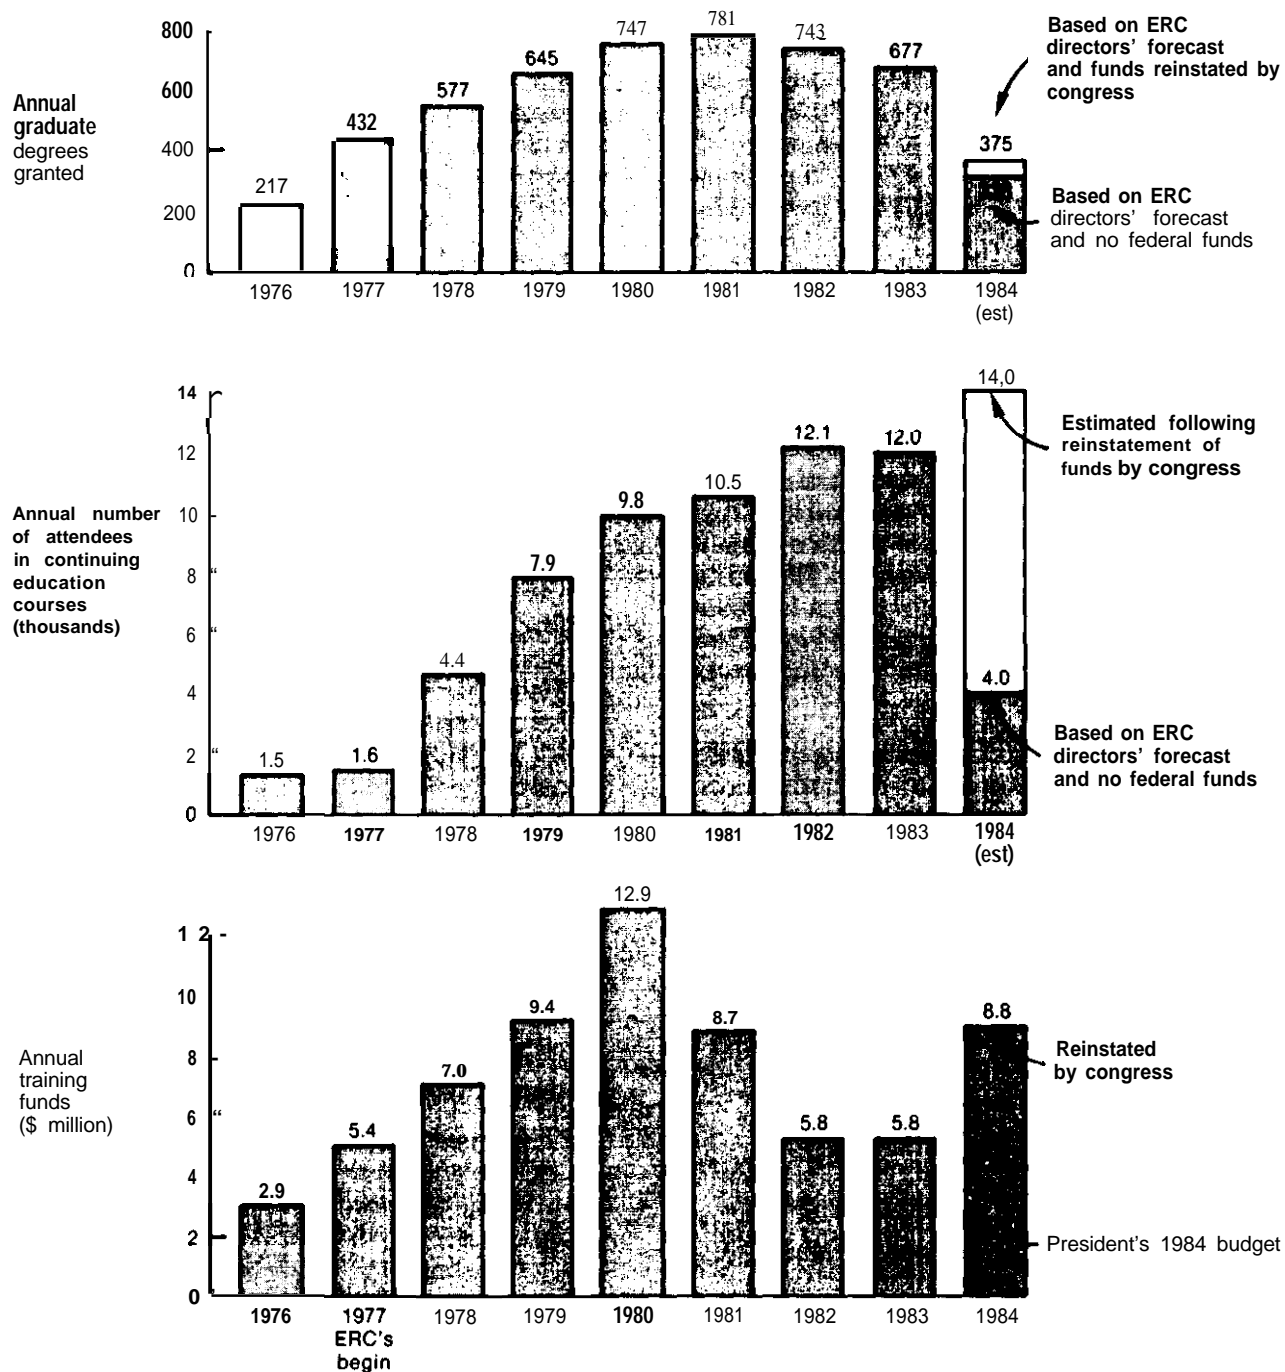 800
600
400
200
0
Annual
graduate
degrees
granted
217
432
577
645
747
781
743
677
375
Based on ERC
directors' forecast
and funds reinstated by
congress
Based on ERC
directors' forecast
and no federal funds
1976 1977 1978 1979 1980 1981 1982 1983 1984
(est)
14
12
10
8
6
4
2
0
Annual number
of attendees
in continuing
education
courses
(thousands)
1.5
1.6
4.4
7.9
9.8
10.5
12.1
12.0
14,0
4.0
Estimated following
reinstatement of
funds by congress
Based on ERC
directors' forecast
and no federal funds
1976 1977 1978 1979 1980 1981 1982 1983 1984
(est)
1 2 -
10
8
6
4
2
0
Annual
training
funds
($ million)
2.9
5.4
7.0
9.4
12.9
8.7
5.8
5.8
8.8
Reinstated
by congress
President's 1984 budget
1976 1977 1978 1979 1980 1981 1982 1983 1984
ERC's
begin